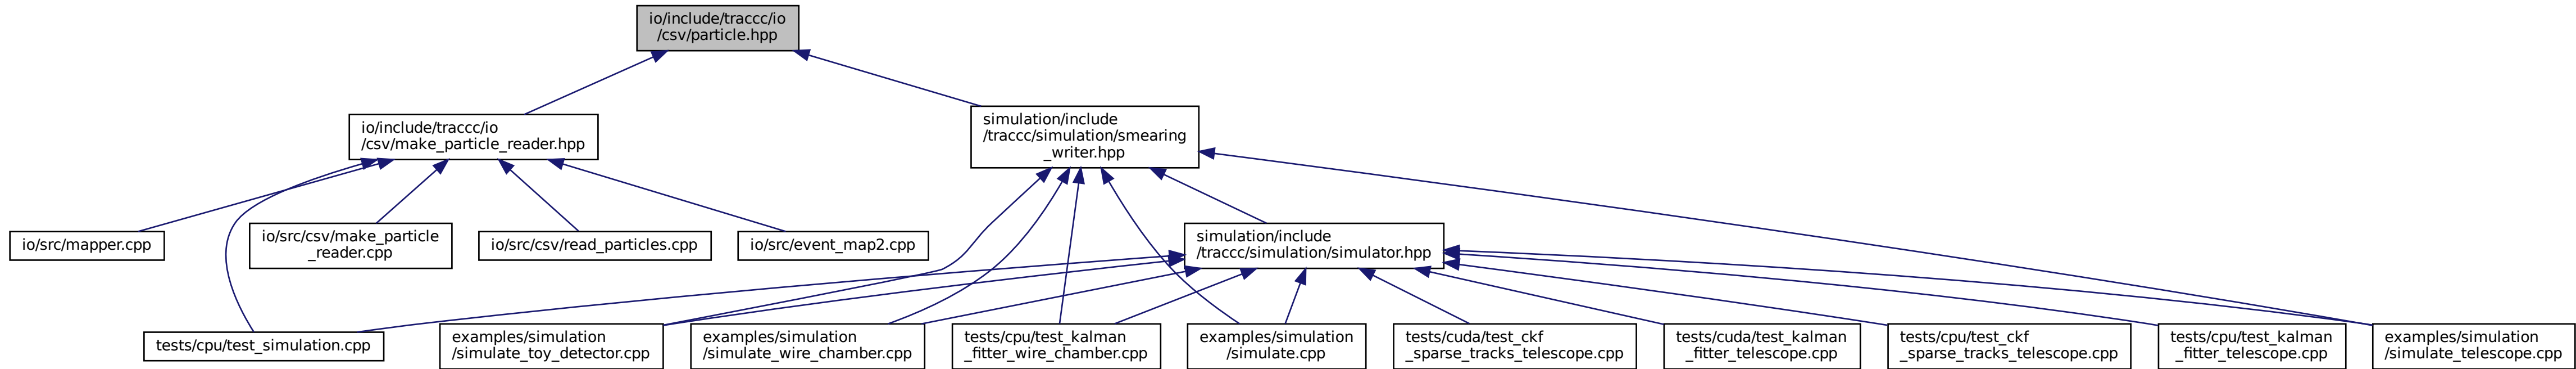 io/include/traccc/io
/csv/particle.hpp
io/include/traccc/io
/csv/make_particle_reader.hpp
simulation/include
/traccc/simulation/smearing
_writer.hpp
io/src/mapper.cpp
io/src/csv/make_particle
_reader.cpp
io/src/csv/read_particles.cpp
io/src/event_map2.cpp
simulation/include
/traccc/simulation/simulator.hpp
tests/cpu/test_simulation.cpp
examples/simulation
/simulate_toy_detector.cpp
examples/simulation
/simulate_wire_chamber.cpp
tests/cpu/test_kalman
_fitter_wire_chamber.cpp
examples/simulation
/simulate.cpp
tests/cuda/test_ckf
_sparse_tracks_telescope.cpp
tests/cuda/test_kalman
_fitter_telescope.cpp
tests/cpu/test_ckf
_sparse_tracks_telescope.cpp
tests/cpu/test_kalman
_fitter_telescope.cpp
examples/simulation
/simulate_telescope.cpp